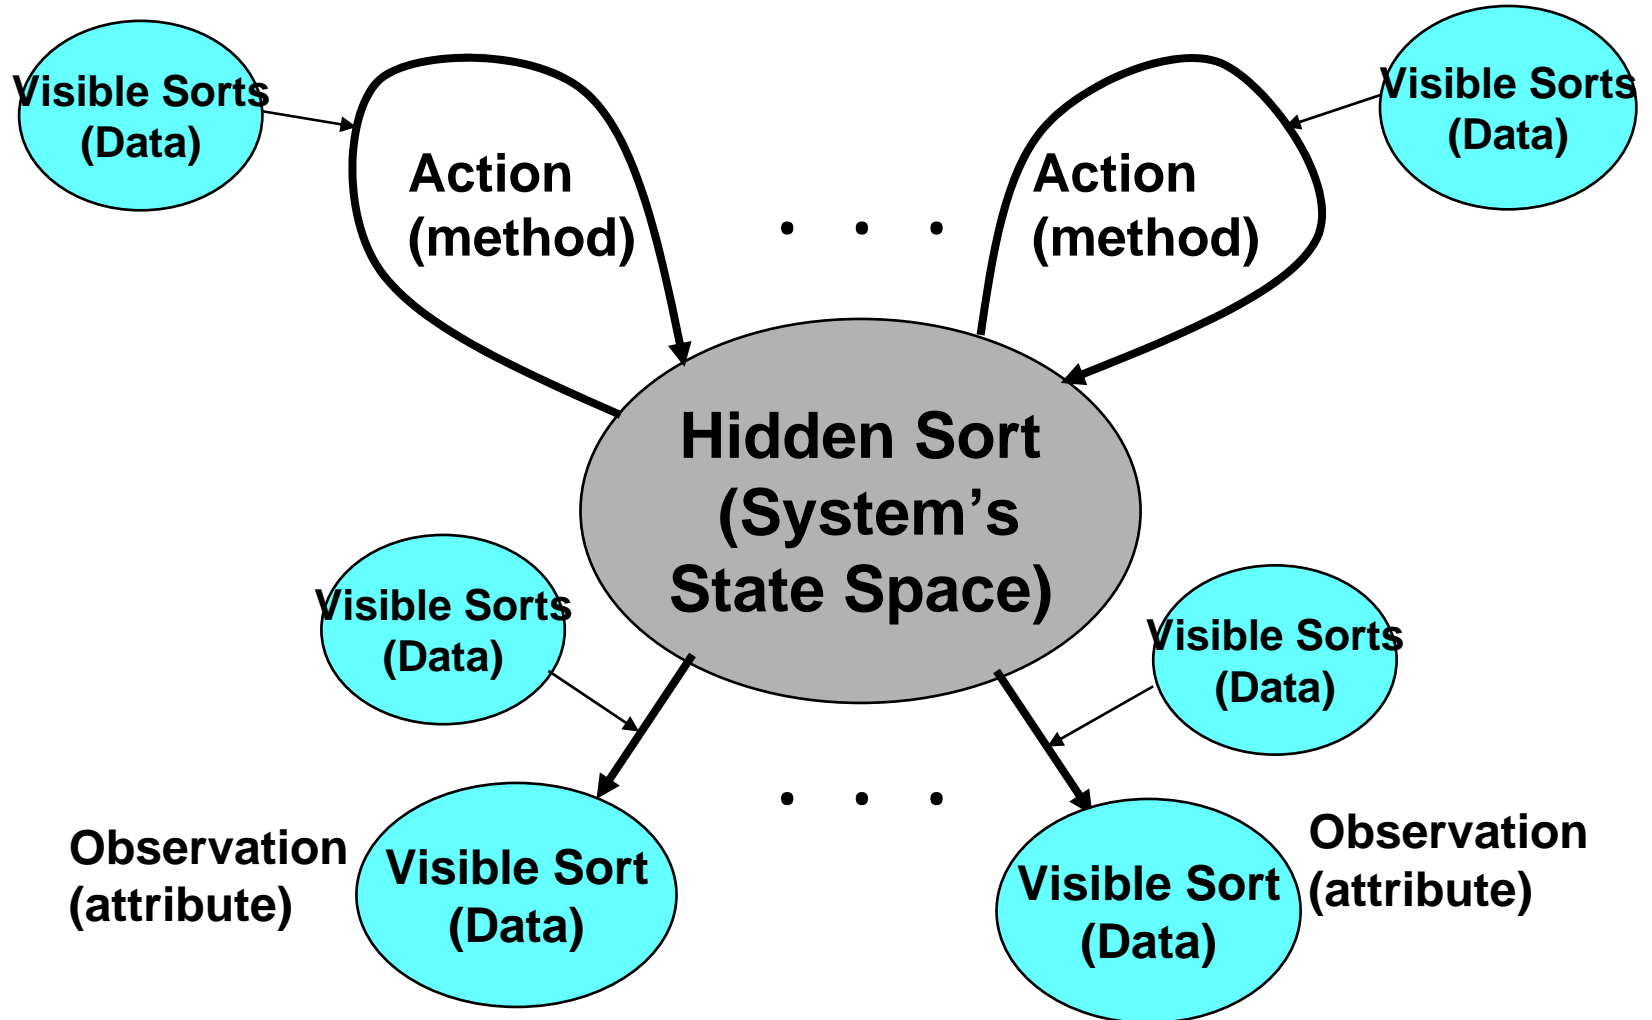 Visible Sorts
(Data)
Action
(method)
. . .
Action
(method)
Visible Sorts
(Data)
Hidden Sort
(System’s
State Space)
Visible Sorts
(Data)
Visible Sorts
(Data)
. . .
Observation
(attribute)
Visible Sort
(Data)
Visible Sort
(Data)
Observation
(attribute)